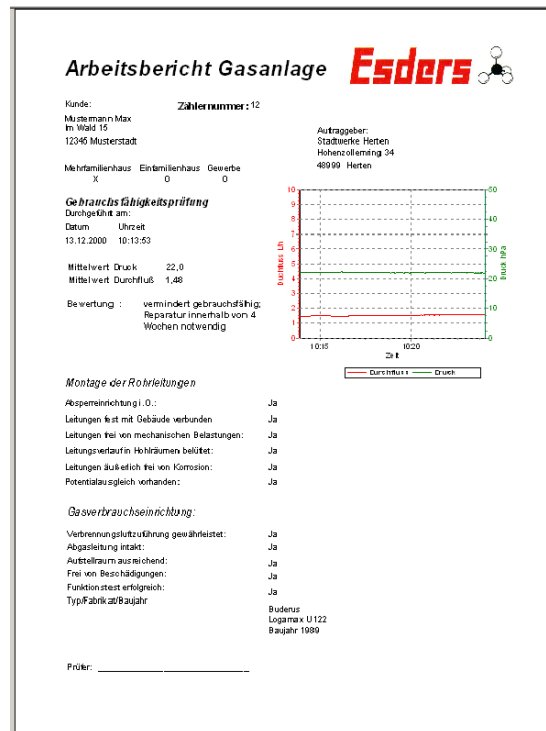 Arbeitsbericht Gasanlage
Esders
Kunde:
Zählernummer: 12
Mustermann Max
Im Wald 15
12345 Musterstadt
Auftraggeber:
Stadtwerke Herten
Hohenzollernring 34
48999 Herten
Mehrfamilienhaus Einfamilienhaus Gewerbe
X 0 0
Gebrauchsfähigkeitsprüfung
Durchgeführt am:
Datum Uhrzeit
13.12.2000 10:13:53
Mittelwert Druck 22,0
Mittelwert Durchfluß 1,48
Bewertung : vermindert gebrauchsfähig;
Reparatur innerhalb von 4
Wochen notwendig
10
9
8
7
6
5
4
3
2
1
0
Duchfluss L/h
50
40
30
20
10
0
Druck hPa
10:15 10:20
Zeit
Durchfluss Druck
Montage der Rohrleitungen
Absperreinrichtung i.O.: Ja
Leitungen fest mit Gebäude verbunden Ja
Leitungen frei von mechanischen Belastungen: Ja
Leitungsverlauf in Hohlräumen belüftet: Ja
Leitungen äußerlich frei von Korrosion: Ja
Potentialausgleich vorhanden: Ja
Gasverbrauchseinrichtung:
Verbrennungsluftzuführung gewährleistet: Ja
Abgasleitung intakt: Ja
Aufstellraum ausreichend: Ja
Frei von Beschädigungen: Ja
Funktionstest erfolgreich: Ja
Typ/Fabrikat/Baujahr
Buderus
Logamax U122
Baujahr 1989
Prüfer: